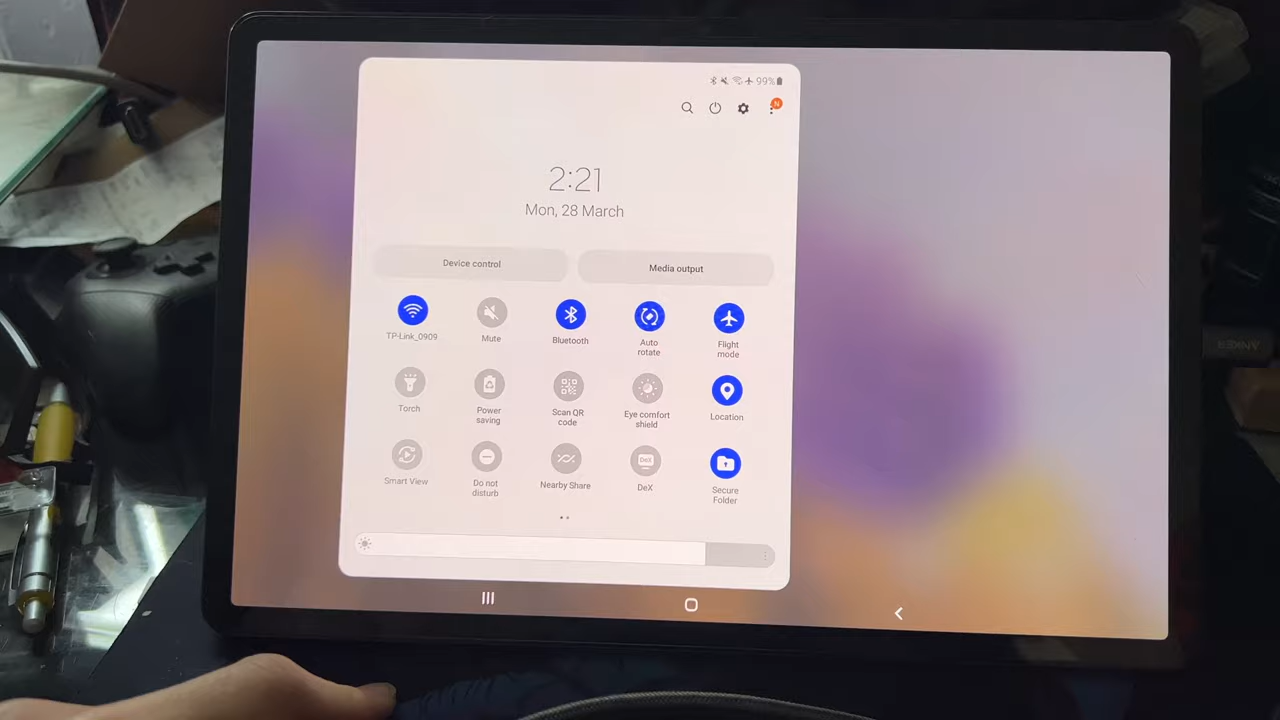 99%
N
2:21
Mon, 28 March
Device control
Media output
TP-Link_0909
Mute
Bluetooth
Auto
rotate
Flight
mode
Torch
Power
saving
Scan QR
code
Eye comfort
shield
Location
Smart View
Do not
disturb
Nearby Share
DeX
DeX
Secure
Folder
ANKER